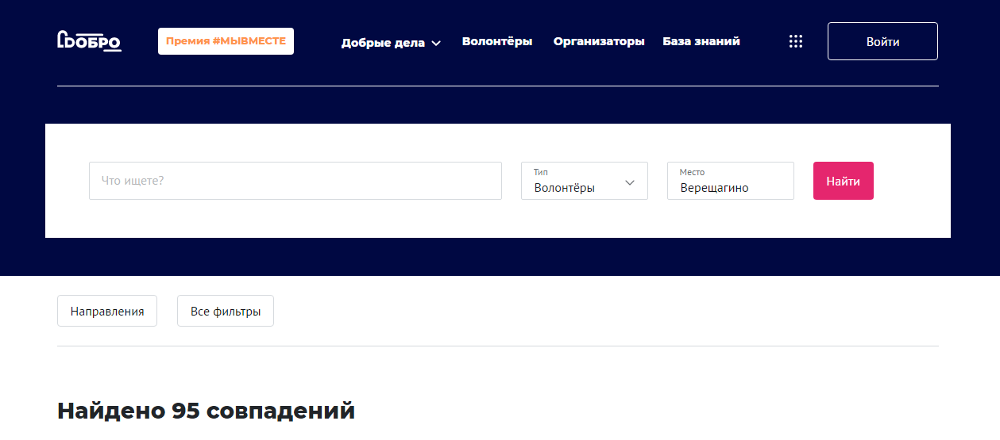 ДОБРО
Премия #МЫВМЕСТЕ
Добрые дела
Волонтёры
Организаторы
База знаний
Войти
Что ищете?
Тип
Волонтёры
Место
Верещагино
Найти
Направления
Все фильтры
Найдено 95 совпадений